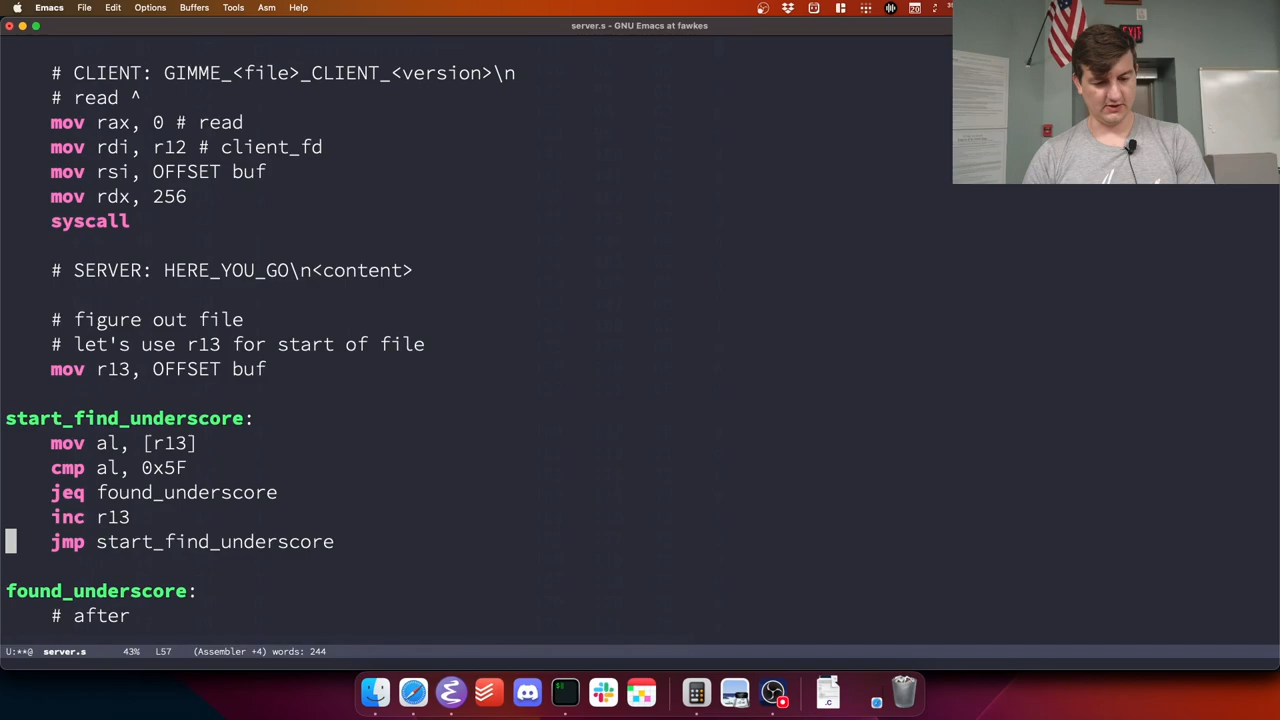 Emacs File Edit Options Buffers Tools Asm Help
20
server.s - GNU Emacs at fawkes
EXIT
# CLIENT: GIMME_<file>_CLIENT_<version>\n
# read ^
mov rax, 0 # read
mov rdi, r12 # client_fd
mov rsi, OFFSET buf
mov rdx, 256
syscall
# SERVER: HERE_YOU_GO\n<content>
# figure out file
# let's use r13 for start of file
mov r13, OFFSET buf
start_find_underscore:
mov al, [r13]
cmp al, 0x5F
jeq found_underscore
inc r13
jmp start_find_underscore
found_underscore:
# after
U:**@ server.s 43% L57 (Assembler +4) words: 244
.C